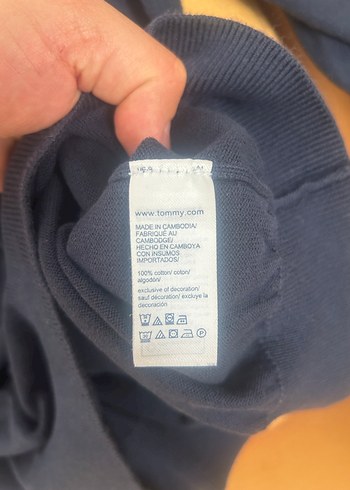 www.tommy.com
MADE IN CAMBODIA/
FABRIQUÉ AU
CAMBODGE/
HECHO EN CAMBOYA
CON INSUMOS
IMPORTADOS/
100% cotton/ coton/
algodón/
exclusive of decoration/
sauf décoration/ excluye la
decoración